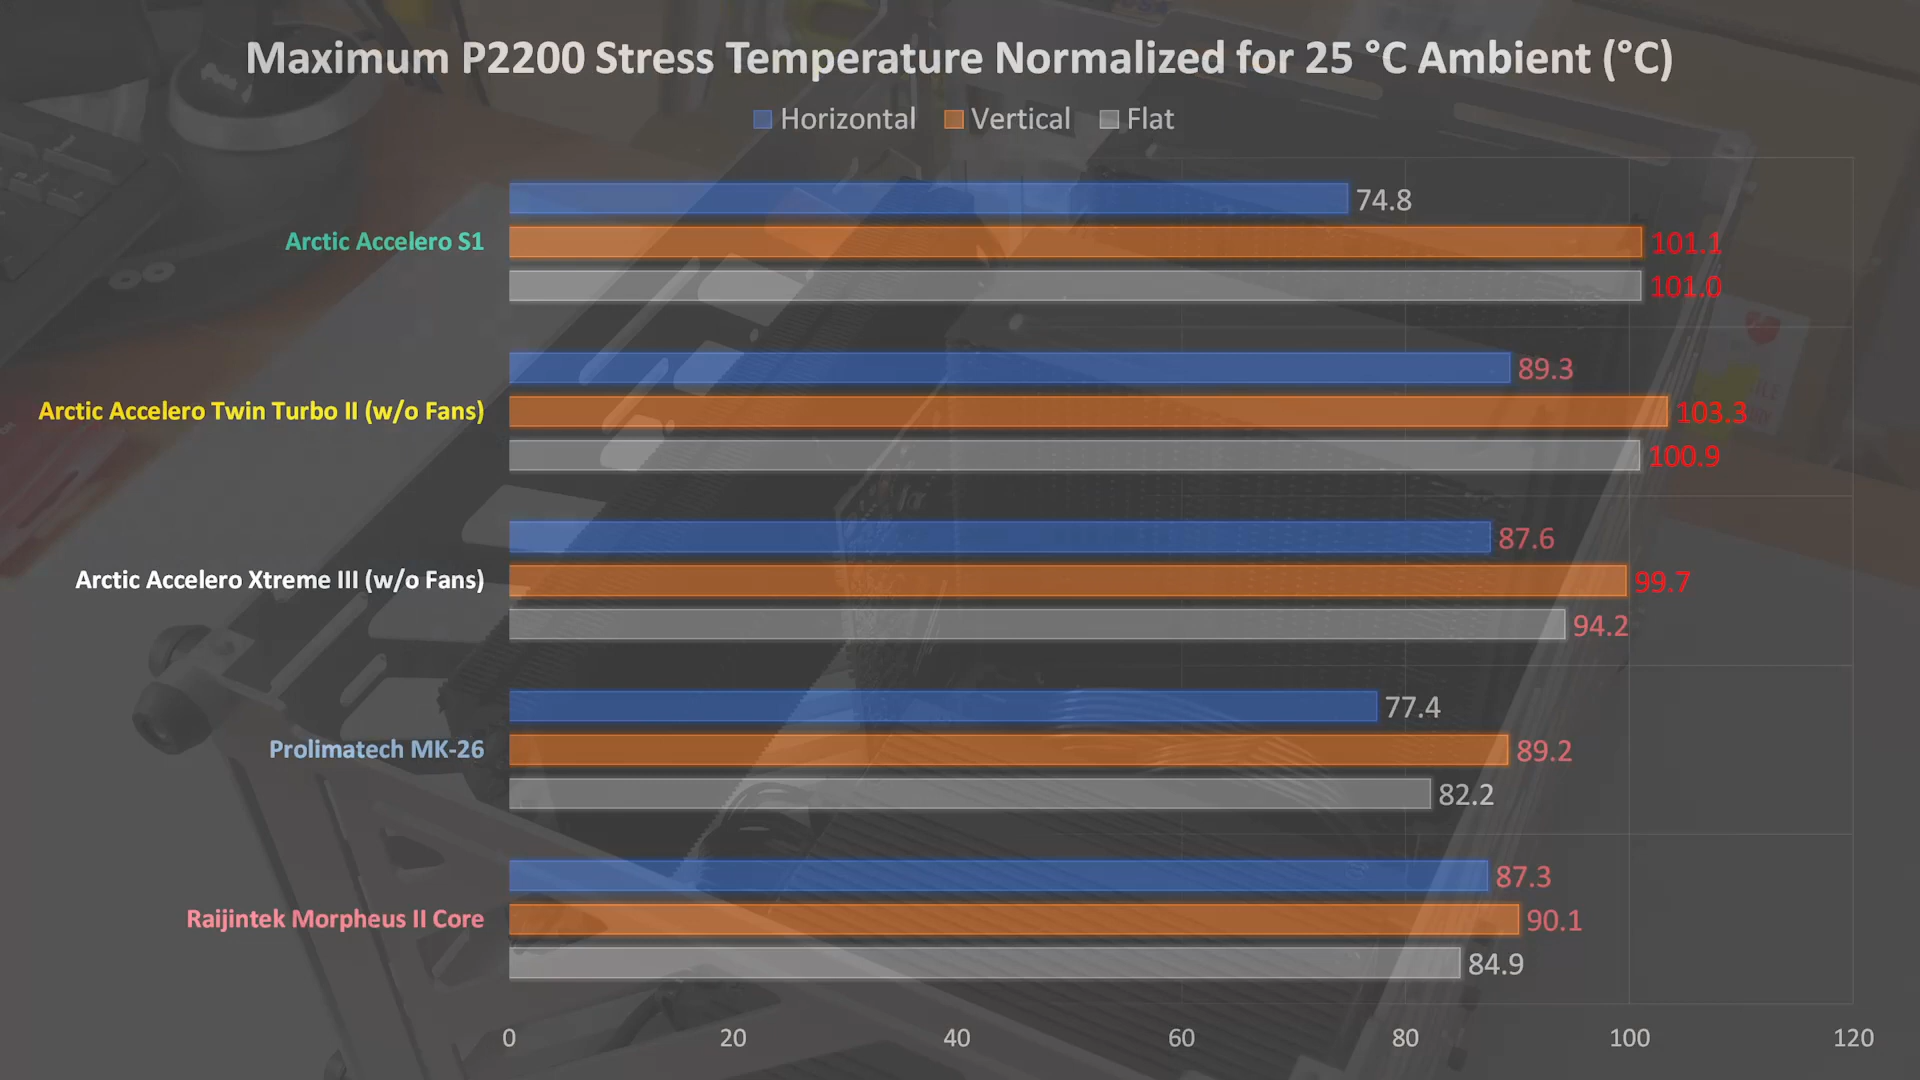 Maximum P2200 Stress Temperature Normalized for 25 °C Ambient (°C)
Horizontal Vertical Flat
74.8
Arctic Accelero S1 101.1
101.0
89.3
Arctic Accelero Twin Turbo II (w/o Fans) 103.3
100.9
87.6
Arctic Accelero Xtreme III (w/o Fans) 99.7
94.2
77.4
Prolimatech MK-26 89.2
82.2
87.3
Raijintek Morpheus II Core 90.1
84.9
0 20 40 60 80 100 120